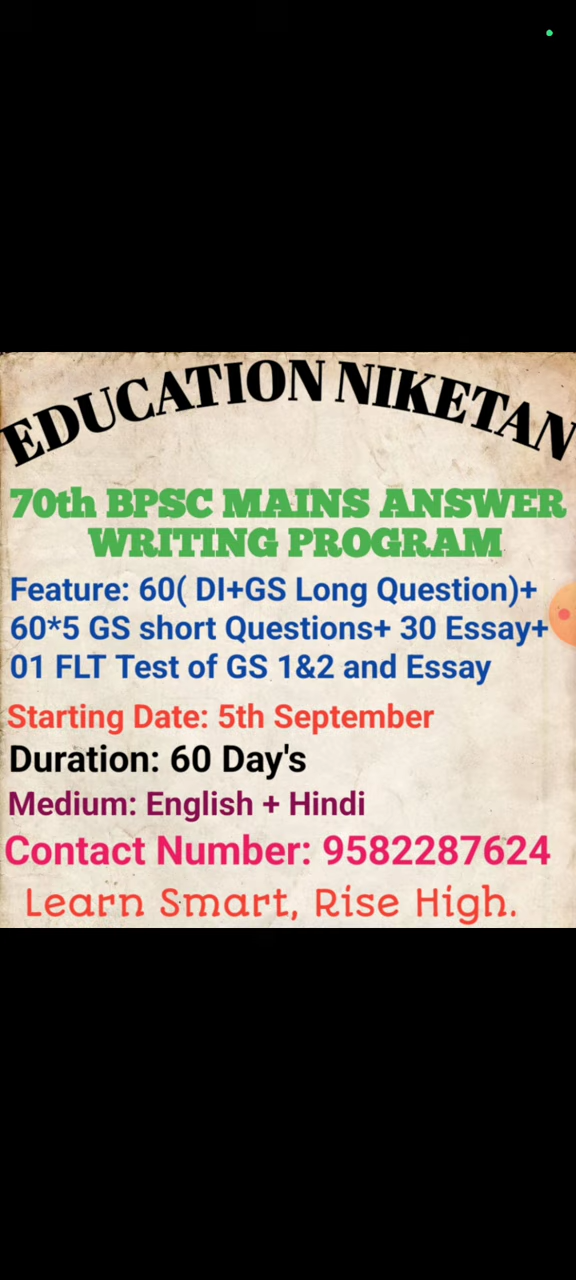 EDUCATION NIKETAN
70th BPSC MAINS ANSWER
WRITING PROGRAM
Feature: 60( DI+GS Long Question)+
60*5 GS short Questions+ 30 Essay+
01 FLT Test of GS 1&2 and Essay
Starting Date: 5th September
Duration: 60 Day's
Medium: English + Hindi
Contact Number: 9582287624
Learn Smart, Rise High.